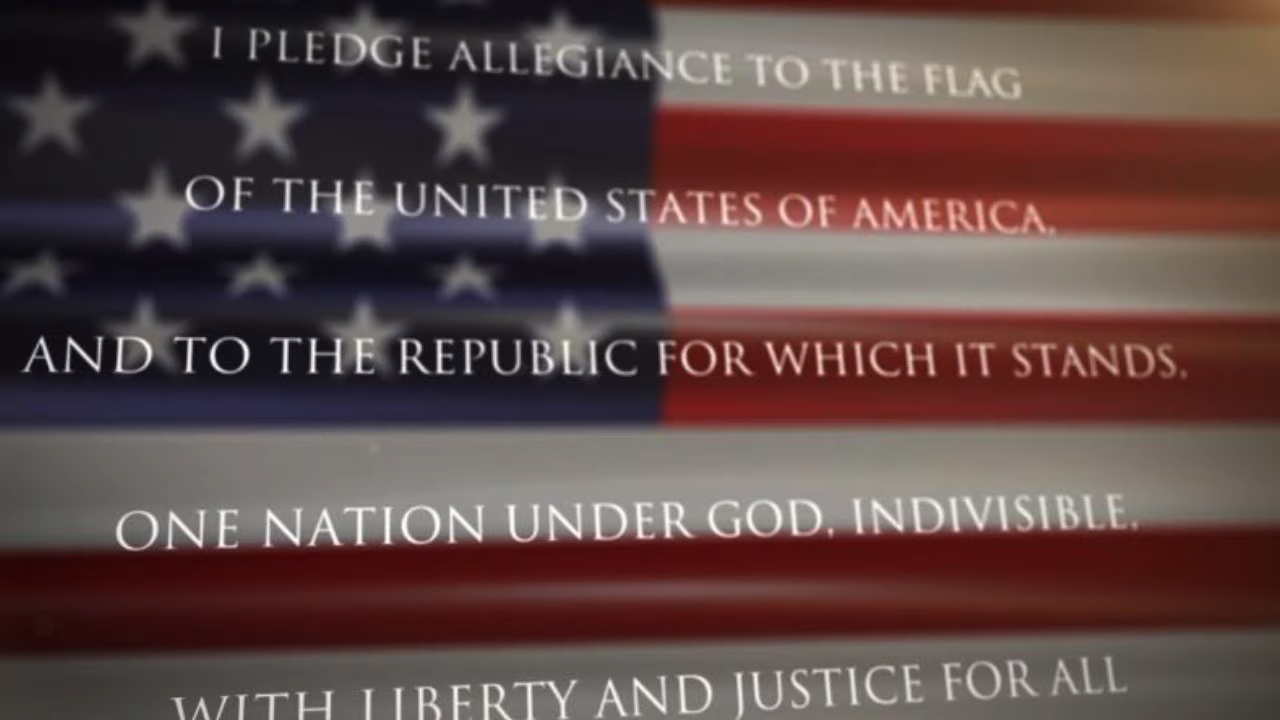 I PLEDGE ALLEGIANCE TO THE FLAG
OF THE UNITED STATES OF AMERICA,
AND TO THE REPUBLIC FOR WHICH IT STANDS,
ONE NATION UNDER GOD, INDIVISIBLE,
WITH LIBERTY AND JUSTICE FOR ALL